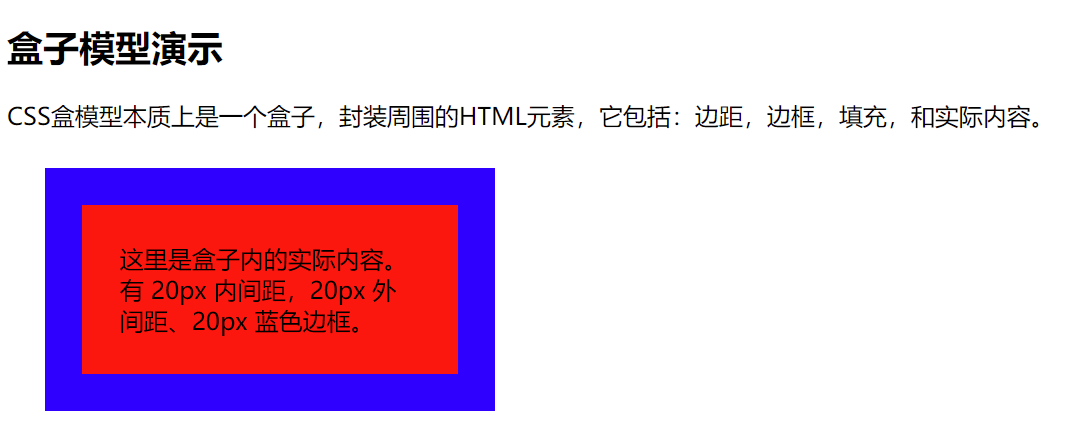 盒子模型演示
CSS盒模型本质上是一个盒子，封装周围的HTML元素，它包括：边距，边框，填充，和实际内容。
这里是盒子内的实际内容。
有 20px 内间距，20px 外
间距、20px 蓝色边框。